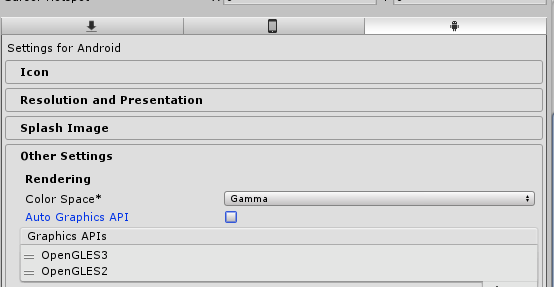 Settings for Android
Icon
Resolution and Presentation
Splash Image
Other Settings
Rendering
Color Space*
Gamma
Auto Graphics API
Graphics APIs
OpenGLES3
OpenGLES2